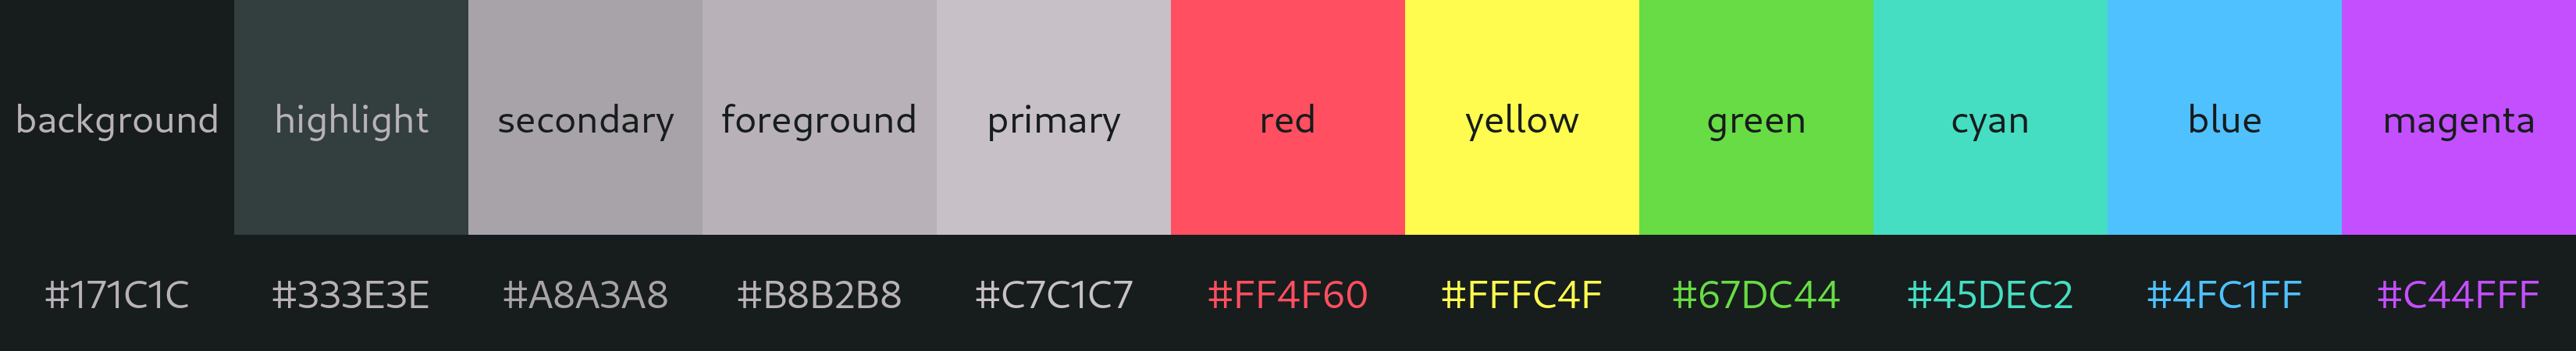 background highlight secondary foreground primary red yellow green cyan blue magenta
#171C1C #333E3E #A8A3A8 #B8B2B8 #C7C1C7 #FF4F60 #FFFC4F #67DC44 #45DEC2 #4FC1FF #C44FFF